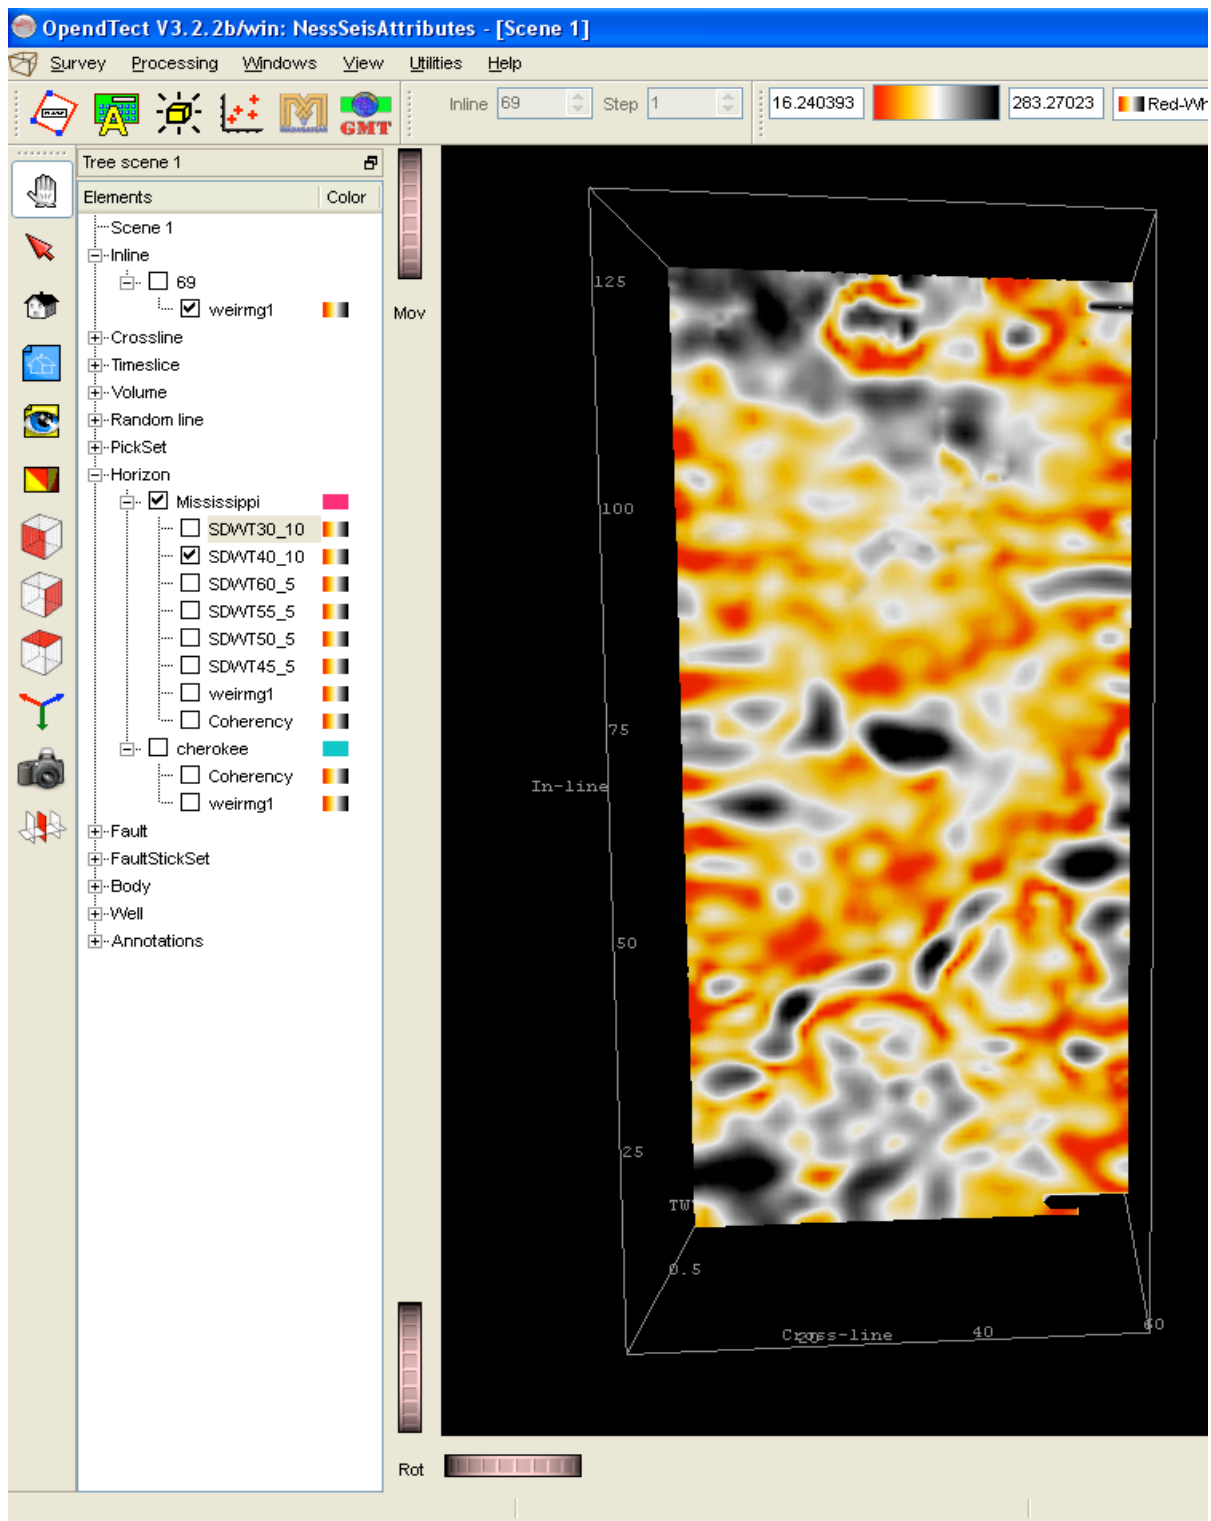 OpendTect V3.2.2b/win: NessSeisAttributes - [Scene 1]
Survey Processing Windows View Utilities Help
Inline 69 Step 1 16.240393 283.27023 Red-Wh
GMT
Tree scene 1
Elements Color
Scene 1
Inline
69
weirmg1
Mov
Crossline
Timeslice
Volume
Random line
PickSet
Horizon
Mississippi
SDWT30_10
SDWT40_10
SDWT60_5
SDWT55_5
SDWT50_5
SDWT45_5
weirmg1
Coherency
cherokee
Coherency
weirmg1
Fault
FaultStickSet
Body
Well
Annotations
125
100
75
In-line
50
25
TW
0.5
Cross-line 20 40 60
Rot